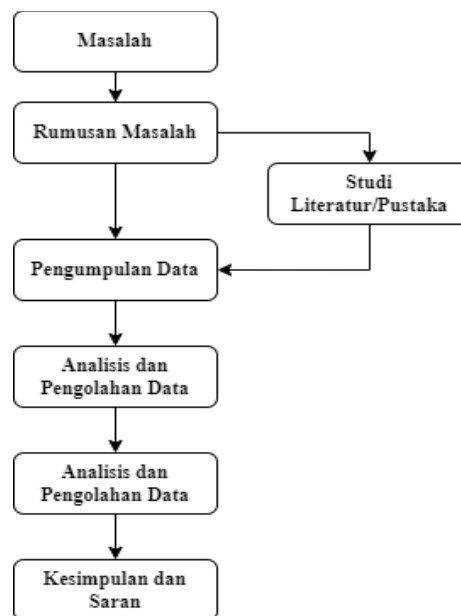 Masalah
Rumusan Masalah
Studi
Literatur/Pustaka
Pengumpulan Data
Analisis dan
Pengolahan Data
Analisis dan
Pengolahan Data
Kesimpulan dan
Saran